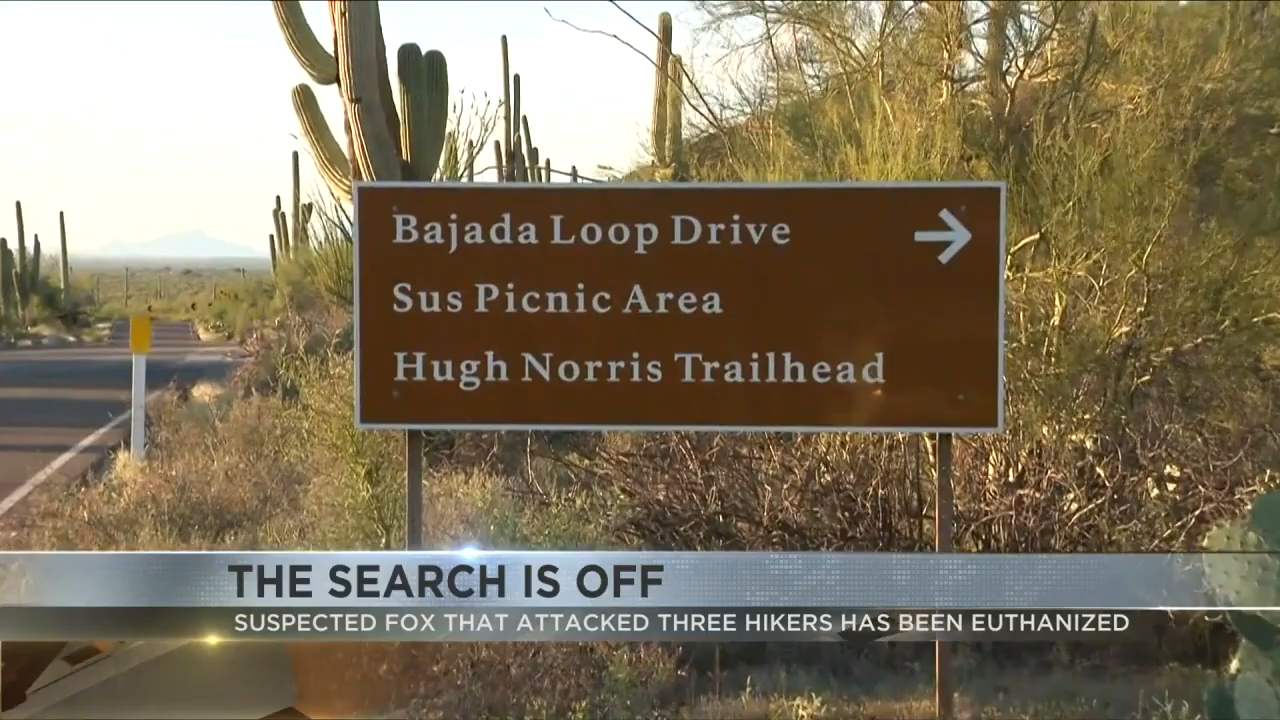 Bajada Loop Drive
Sus Picnic Area
Hugh Norris Trailhead
THE SEARCH IS OFF
SUSPECTED FOX THAT ATTACKED THREE HIKERS HAS BEEN EUTHANIZED